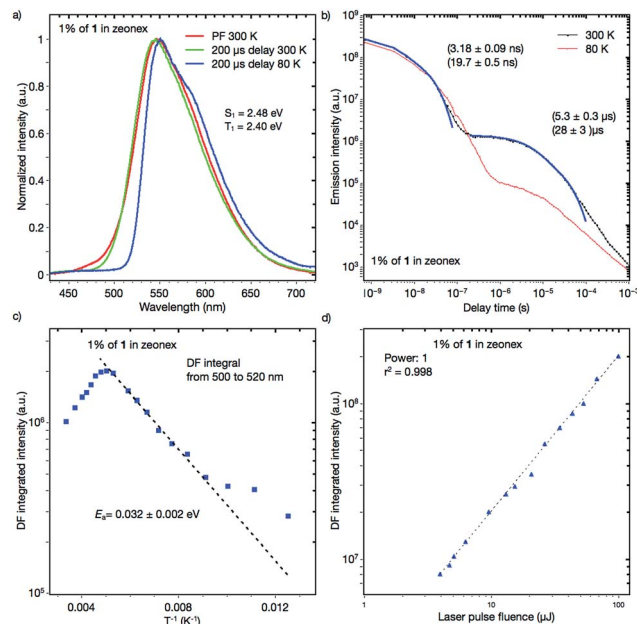 a)
1% of 1 in zeonex
PF 300 K
200 µs delay 300 K
200 µs delay 80 K
S1 = 2.48 eV
T1 = 2.40 eV
Normalized intensity (a.u.)
1
0.8
0.6
0.4
0.2
0
450 500 550 600 650 700
Wavelength (nm)
b)
300 K
80 K
(3.18 ± 0.09 ns)
(19.7 ± 0.5 ns)
(5.3 ± 0.3 µs)
(28 ± 3 )µs
1% of 1 in zeonex
Emission intensity (a.u.)
10^9
10^8
10^7
10^6
10^5
10^4
10^3
10^-9 10^-8 10^-7 10^-6 10^-5 10^-4 10^-3
Delay time (s)
c)
1% of 1 in zeonex
DF integral
from 500 to 520 nm
Ea= 0.032 ± 0.002 eV
DF integrated intensity (a.u.)
10^6
10^5
0.004 0.008 0.012
T^-1 (K^-1)
d)
1% of 1 in zeonex
Power: 1
r^2 = 0.998
DF integrated intensity (a.u.)
10^8
10^7
1 10 100
Laser pulse fluence (µJ)